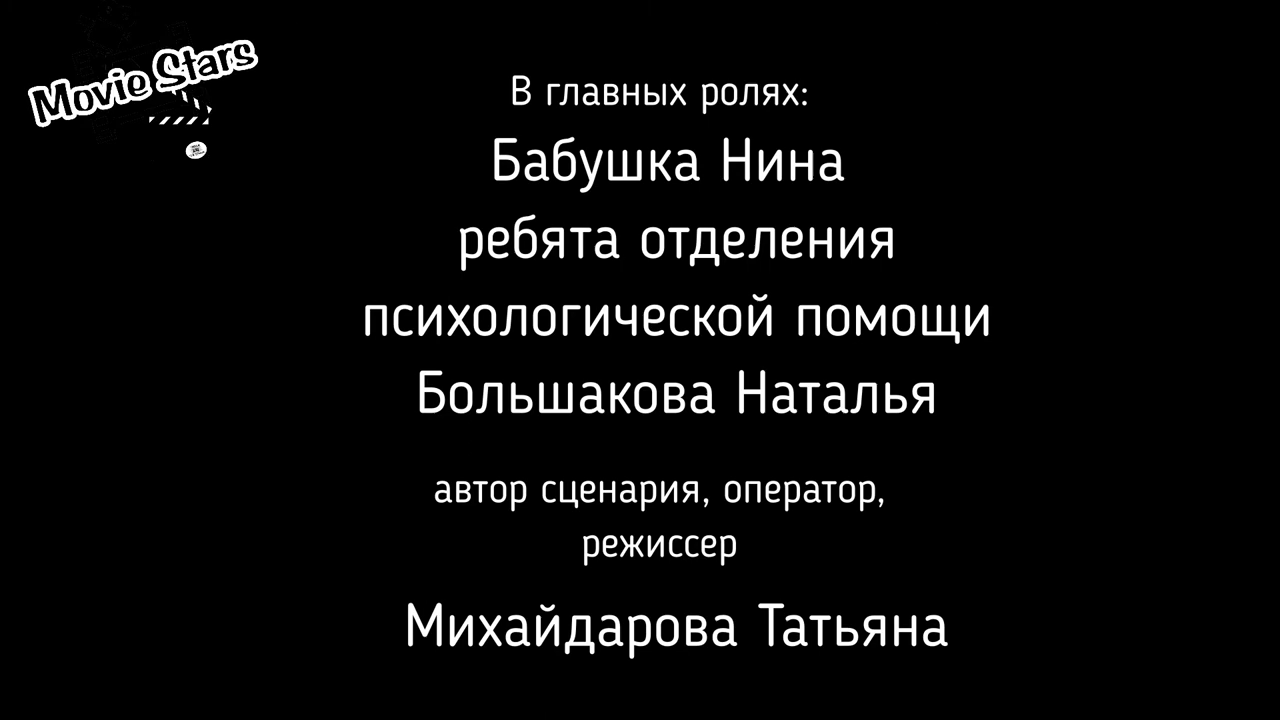 Movie Stars
В главных ролях:
Бабушка Нина
ребята отделения
психологической помощи
Большакова Наталья
автор сценария, оператор,
режиссер
Михайдарова Татьяна